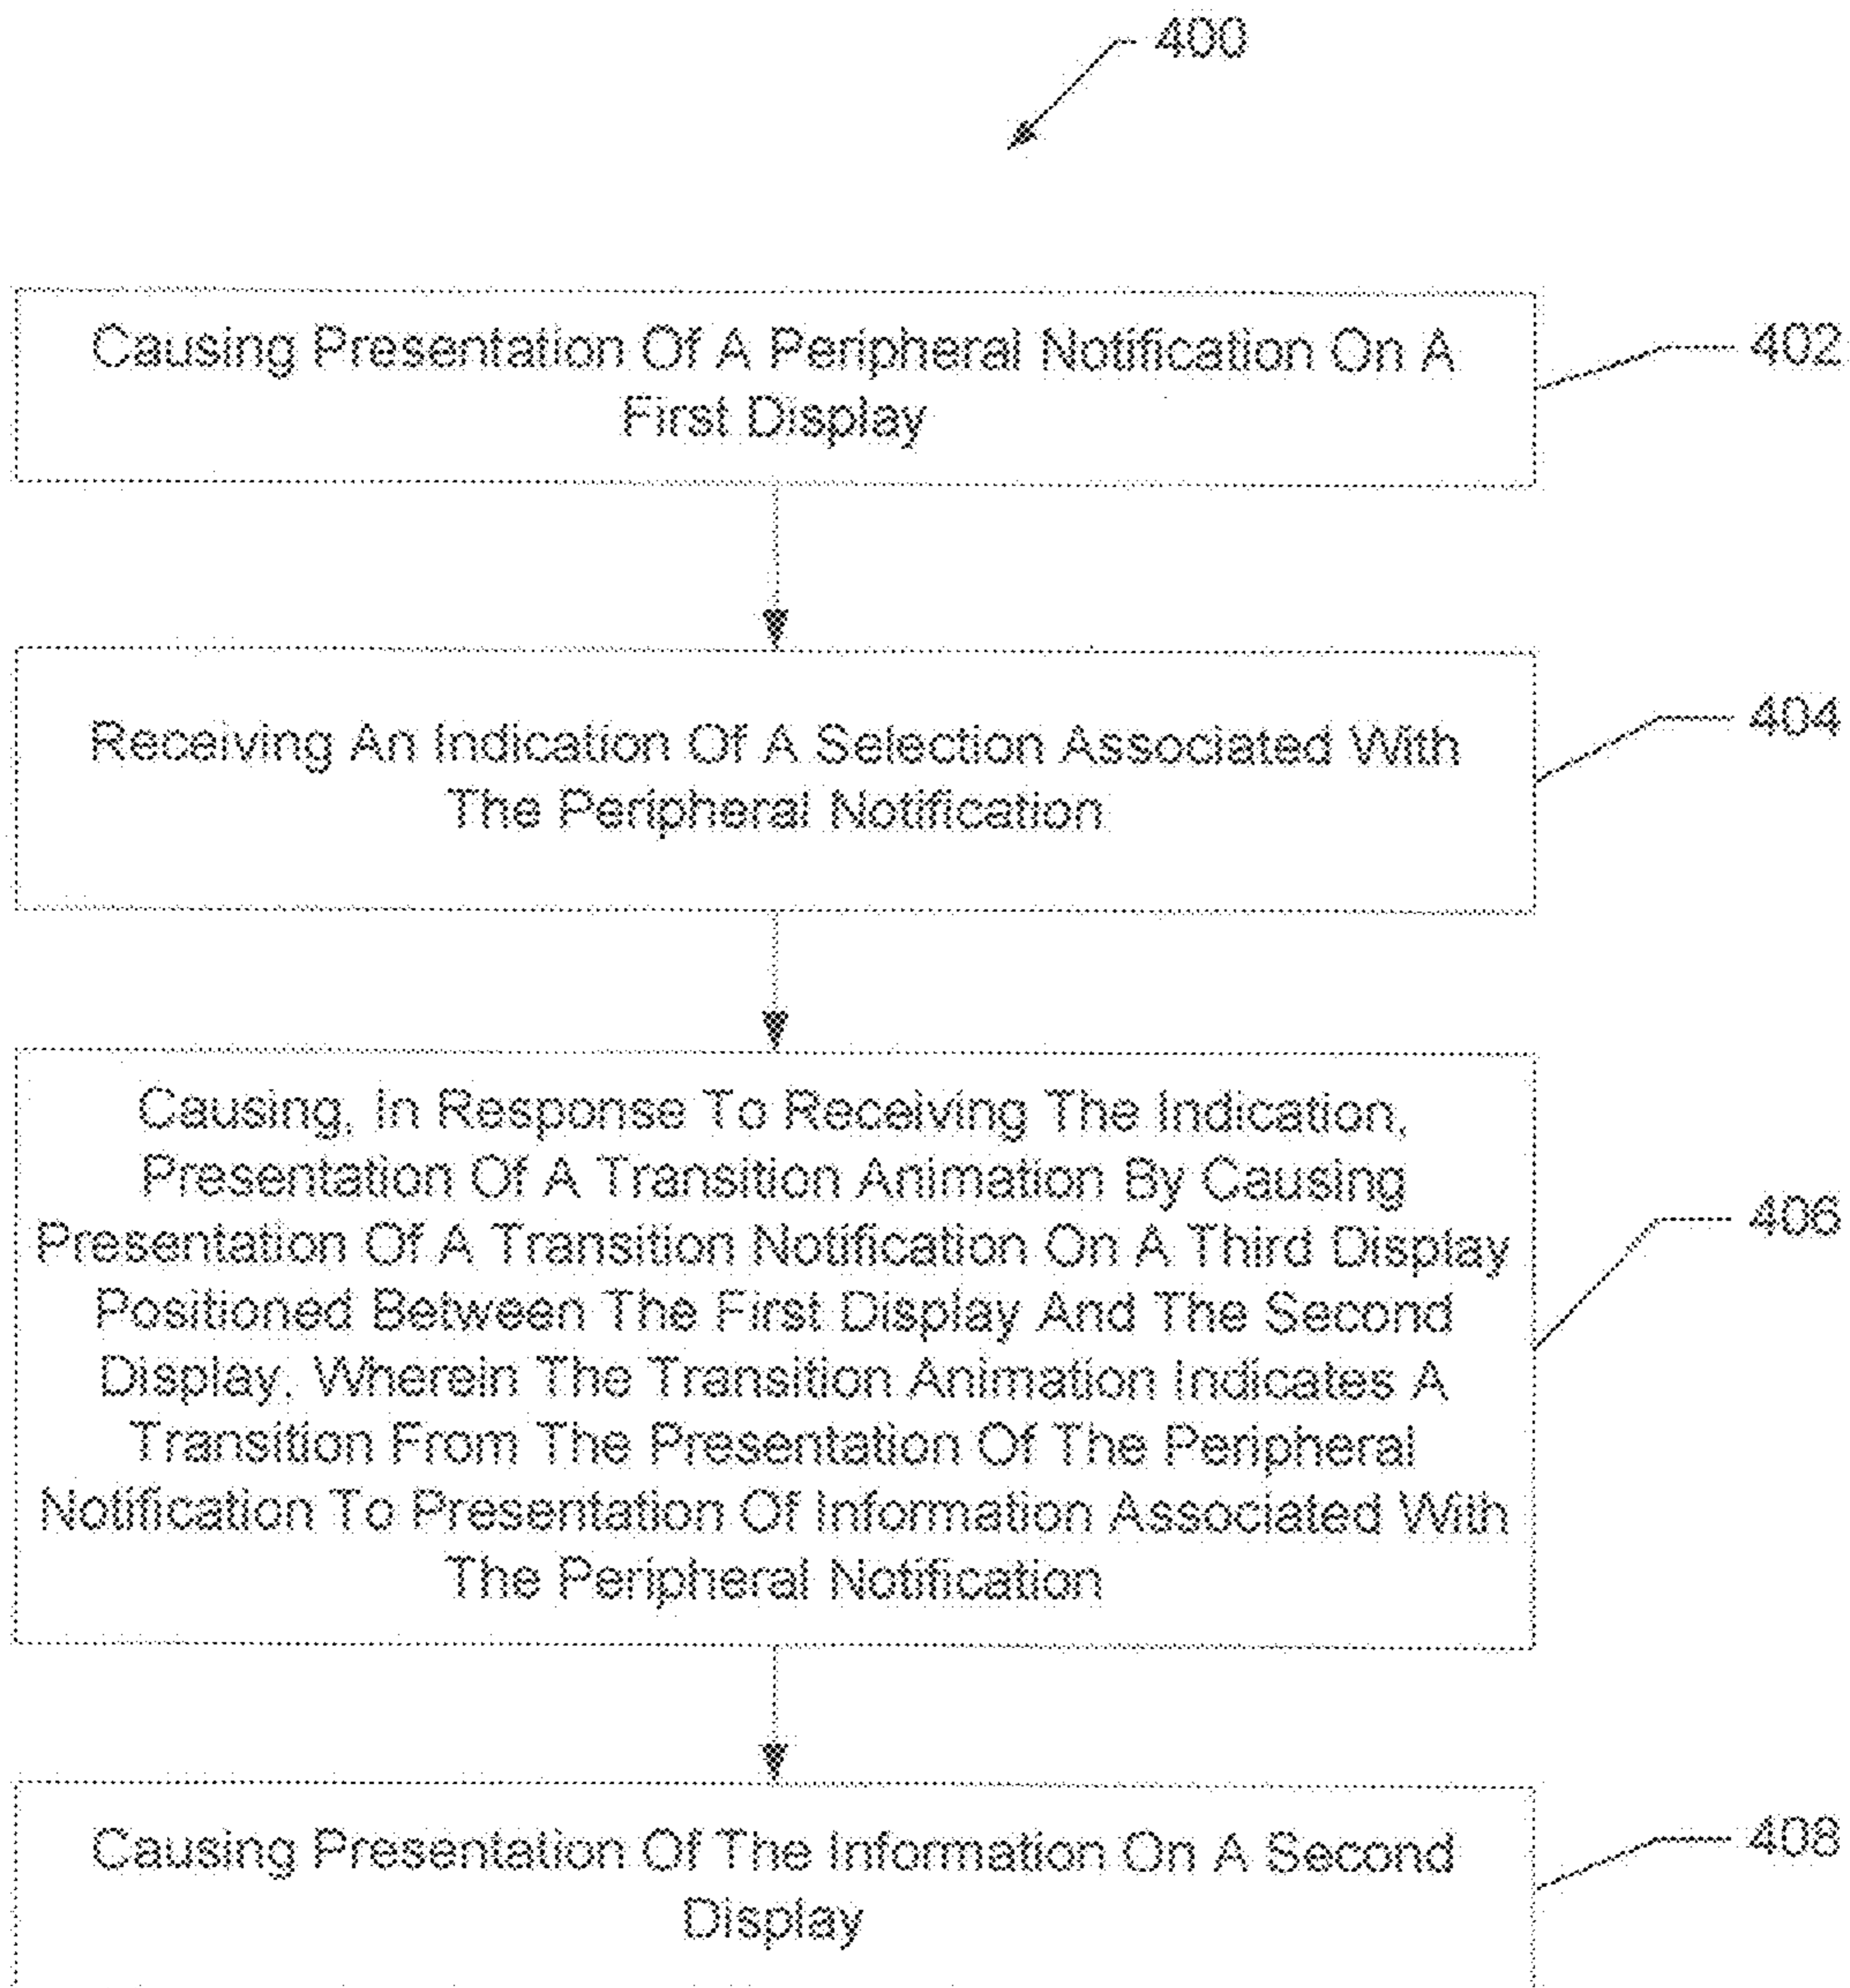 400
Causing Presentation Of A Peripheral Notification On A
First Display
402
Receiving An Indication Of A Selection Associated With
The Peripheral Notification
404
Causing, In Response To Receiving The Indication,
Presentation Of A Transition Animation By Causing
Presentation Of A Transition Notification On A Third Display
Positioned Between The First Display And The Second
Display, Wherein The Transition Animation Indicates A
Transition From The Presentation Of The Peripheral
Notification To Presentation Of Information Associated With
The Peripheral Notification
406
Causing Presentation Of The Information On A Second
Display
408